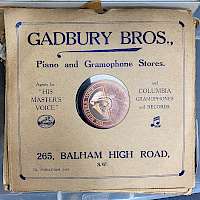 GADBURY BROS.,
Piano and Gramophone Stores.
Agents for
"HIS
MASTER'S
VOICE"
and
COLUMBIA
GRAMOPHONES
and RECORDS
265, BALHAM HIGH ROAD,
S.W.